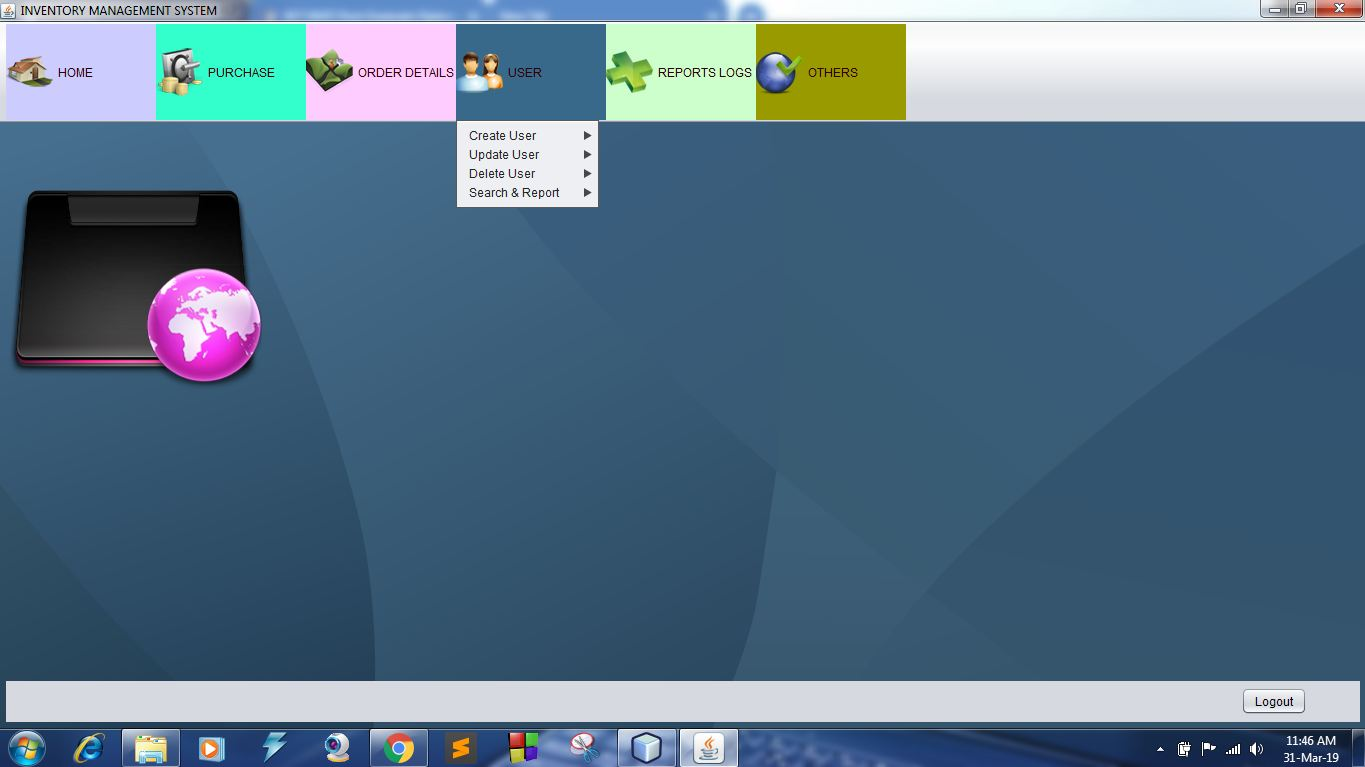 INVENTORY MANAGEMENT SYSTEM
HOME
PURCHASE
ORDER DETAILS
USER
REPORTS LOGS
OTHERS
Create User
Update User
Delete User
Search & Report
Logout
11:46 AM
31-Mar-19